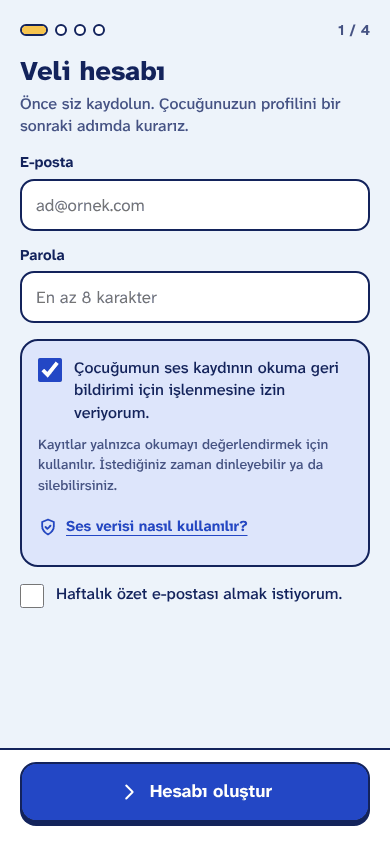 1 / 4
Veli hesabı
Önce siz kaydolun. Çocuğunuzun profilini bir
sonraki adımda kurarız.
E-posta
ad@ornek.com
Parola
En az 8 karakter
Çocuğumun ses kaydının okuma geri
bildirimi için işlenmesine izin
veriyorum.
Kayıtlar yalnızca okumayı değerlendirmek için
kullanılır. İstediğiniz zaman dinleyebilir ya da
silebilirsiniz.
Ses verisi nasıl kullanılır?
Haftalık özet e-postası almak istiyorum.
Hesabı oluştur